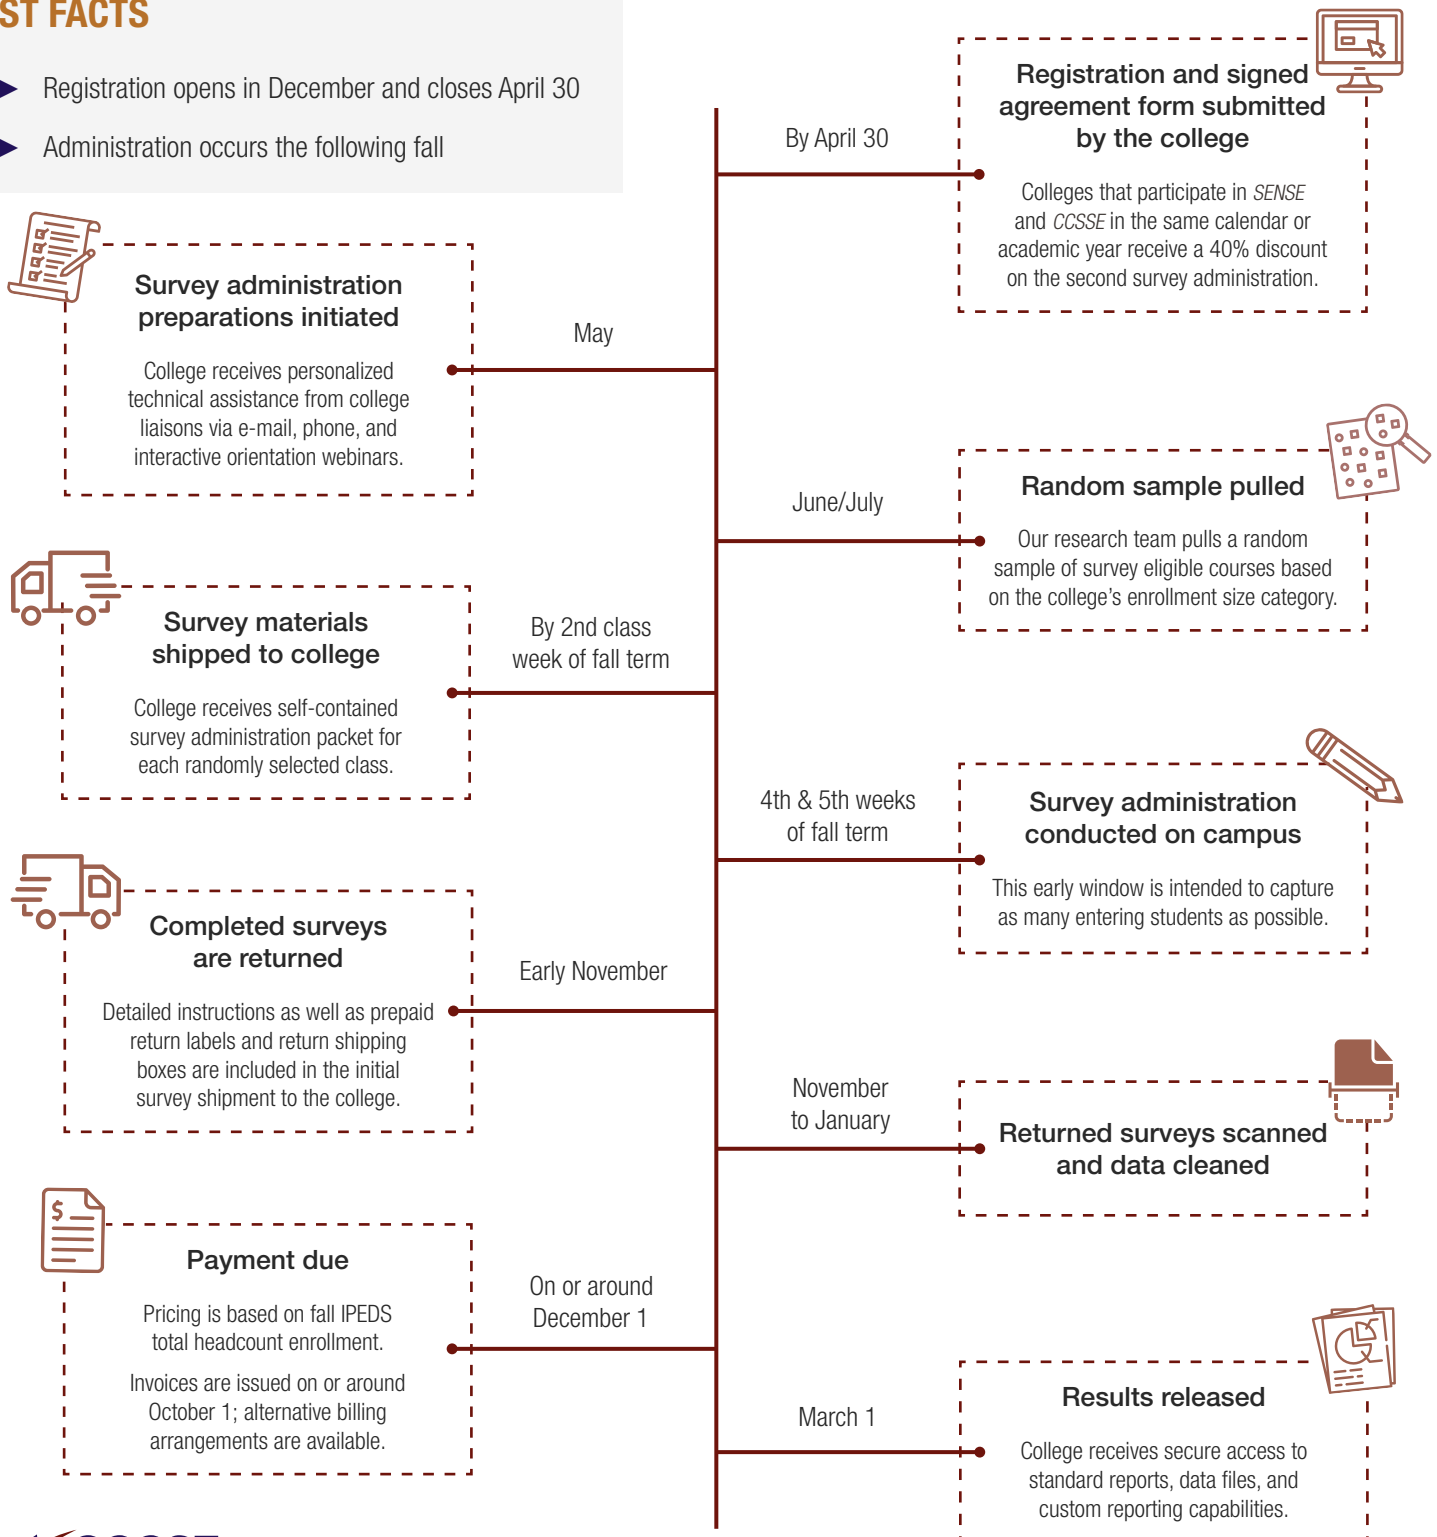 ST FACTS
Registration opens in December and closes April 30
Administration occurs the following fall
By April 30
Registration and signed
agreement form submitted
by the college
Colleges that participate in SENSE
and CCSSE in the same calendar or
academic year receive a 40% discount
on the second survey administration.
May
Survey administration
preparations initiated
College receives personalized
technical assistance from college
liaisons via e-mail, phone, and
interactive orientation webinars.
June/July
Random sample pulled
Our research team pulls a random
sample of survey eligible courses based
on the college’s enrollment size category.
By 2nd class
week of fall term
Survey materials
shipped to college
College receives self-contained
survey administration packet for
each randomly selected class.
4th & 5th weeks
of fall term
Survey administration
conducted on campus
This early window is intended to capture
as many entering students as possible.
Early November
Completed surveys
are returned
Detailed instructions as well as prepaid
return labels and return shipping
boxes are included in the initial
survey shipment to the college.
November
to January
Returned surveys scanned
and data cleaned
On or around
December 1
$
Payment due
Pricing is based on fall IPEDS
total headcount enrollment.
Invoices are issued on or around
October 1; alternative billing
arrangements are available.
March 1
Results released
College receives secure access to
standard reports, data files, and
custom reporting capabilities.